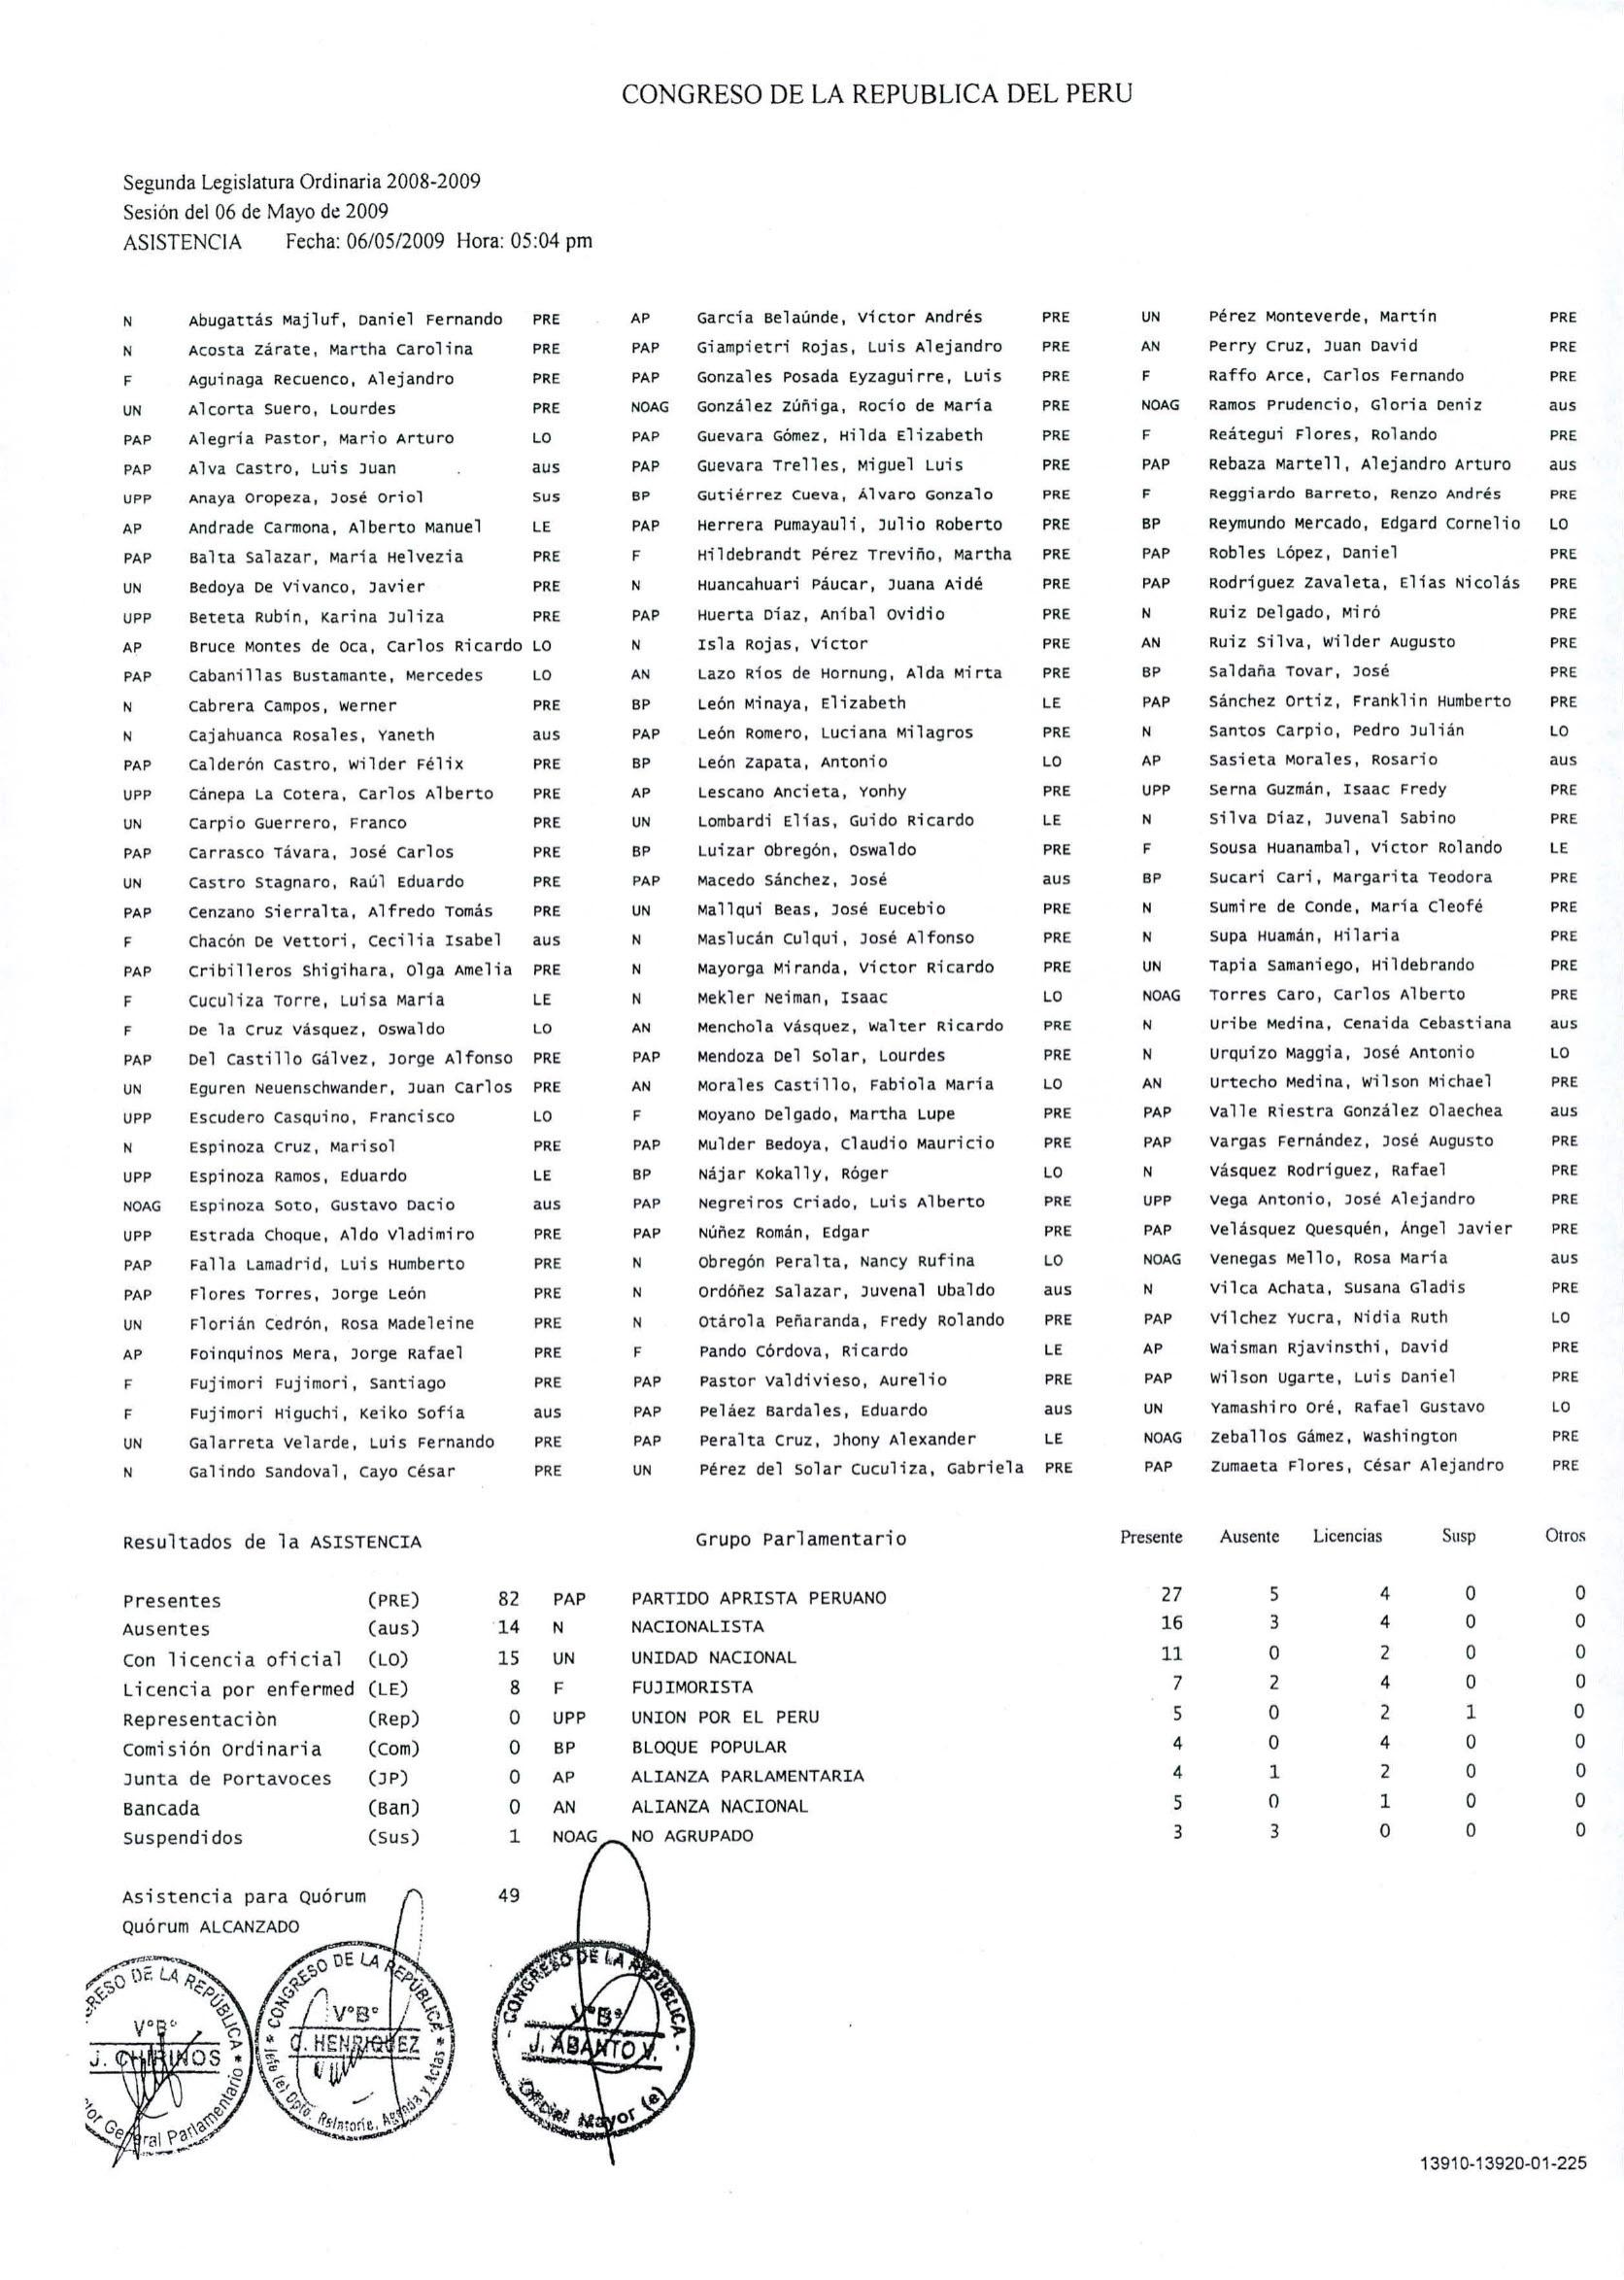 CONGRESO DE LA REPUBLICA DEL PERU
Segunda Legislatura Ordinaria 2008-2009
Sesión del 06 de Mayo de 2009
ASISTENCIA Fecha: 06/05/2009 Hora: 05:04 pm
N Abugattás Majluf, Daniel Fernando PRE AP García Belaúnde, Víctor Andrés PRE UN Pérez Monteverde, Martín PRE
N Acosta Zárate, Martha Carolina PRE PAP Giampietri Rojas, Luis Alejandro PRE AN Perry Cruz, Juan David PRE
F Aguinaga Recuenco, Alejandro PRE PAP Gonzales Posada Eyzaguirre, Luis PRE F Raffo Arce, Carlos Fernando PRE
UN Alcorta Suero, Lourdes PRE NOAG González Zúñiga, Rocío de María PRE NOAG Ramos Prudencio, Gloria Deniz aus
PAP Alegría Pastor, Mario Arturo LO PAP Guevara Gómez, Hilda Elizabeth PRE F Reátegui Flores, Rolando PRE
PAP Alva Castro, Luis Juan aus PAP Guevara Trelles, Miguel Luis PRE PAP Rebaza Martell, Alejandro Arturo aus
UPP Anaya Oropeza, José Oriol Sus BP Gutiérrez Cueva, Álvaro Gonzalo PRE F Reggiardo Barreto, Renzo Andrés PRE
AP Andrade Carmona, Alberto Manuel LE PAP Herrera Pumayauli, Julio Roberto PRE BP Reymundo Mercado, Edgard Cornelio LO
PAP Balta Salazar, María Helvezia PRE F Hildebrandt Pérez Treviño, Martha PRE PAP Robles López, Daniel PRE
UN Bedoya De Vivanco, Javier PRE N Huancahuari Páucar, Juana Aidé PRE PAP Rodríguez Zavaleta, Elías Nicolás PRE
UPP Beteta Rubín, Karina Juliza PRE PAP Huerta Díaz, Aníbal Ovidio PRE N Ruiz Delgado, Miró PRE
AP Bruce Montes de Oca, Carlos Ricardo LO N Isla Rojas, Víctor PRE AN Ruiz Silva, Wilder Augusto PRE
PAP Cabanillas Bustamante, Mercedes LO AN Lazo Ríos de Hornung, Alda Mirta PRE BP Saldaña Tovar, José PRE
N Cabrera Campos, Werner PRE BP León Minaya, Elizabeth LE PAP Sánchez Ortiz, Franklin Humberto PRE
N Cajahuanca Rosales, Yaneth aus PAP León Romero, Luciana Milagros PRE N Santos Carpio, Pedro Julián LO
PAP Calderón Castro, Wilder Félix PRE BP León Zapata, Antonio LO AP Sasieta Morales, Rosario aus
UPP Cánepa La Cotera, Carlos Alberto PRE AP Lescano Ancieta, Yonhy PRE UPP Serna Guzmán, Isaac Fredy PRE
UN Carpio Guerrero, Franco PRE UN Lombardi Elías, Guido Ricardo LE N Silva Díaz, Juvenal Sabino PRE
PAP Carrasco Távara, José Carlos PRE BP Luizar Obregón, Oswaldo PRE F Sousa Huanambal, Víctor Rolando LE
UN Castro Stagnaro, Raúl Eduardo PRE PAP Macedo Sánchez, José aus BP Sucari Cari, Margarita Teodora PRE
PAP Cenzano Sierralta, Alfredo Tomás PRE UN Mallqui Beas, José Eucebio PRE N Sumire de Conde, María Cleofé PRE
F Chacón De Vettori, Cecilia Isabel aus N Maslucán Culqui, José Alfonso PRE N Supa Huamán, Hilaria PRE
PAP Cribilleros Shigihara, Olga Amelia PRE N Mayorga Miranda, Víctor Ricardo PRE UN Tapia Samaniego, Hildebrando PRE
F Cuculiza Torre, Luisa María LE N Mekler Neiman, Isaac LO NOAG Torres Caro, Carlos Alberto PRE
F De la Cruz Vásquez, Oswaldo LO AN Menchola Vásquez, Walter Ricardo PRE N Uribe Medina, Cenaida Cebastiana aus
PAP Del Castillo Gálvez, Jorge Alfonso PRE PAP Mendoza Del Solar, Lourdes PRE N Urquizo Maggia, José Antonio LO
UN Eguren Neuenschwander, Juan Carlos PRE AN Morales Castillo, Fabiola María LO AN Urtecho Medina, Wilson Michael PRE
UPP Escudero Casquino, Francisco LO F Moyano Delgado, Martha Lupe PRE PAP Valle Riestra González Olaechea aus
N Espinoza Cruz, Marisol PRE PAP Mulder Bedoya, Claudio Mauricio PRE PAP Vargas Fernández, José Augusto PRE
UPP Espinoza Ramos, Eduardo LE BP Nájar Kokally, Róger LO N Vásquez Rodríguez, Rafael PRE
NOAG Espinoza Soto, Gustavo Dacio aus PAP Negreiros Criado, Luis Alberto PRE UPP Vega Antonio, José Alejandro PRE
UPP Estrada Choque, Aldo Vladimiro PRE PAP Núñez Román, Edgar PRE PAP Velásquez Quesquén, Ángel Javier PRE
PAP Falla Lamadrid, Luis Humberto PRE N Obregón Peralta, Nancy Rufina LO NOAG Venegas Mello, Rosa María aus
PAP Flores Torres, Jorge León PRE N Ordóñez Salazar, Juvenal Ubaldo aus N Vilca Achata, Susana Gladis PRE
UN Florián Cedrón, Rosa Madeleine PRE N Otárola Peñaranda, Fredy Rolando PRE PAP Vílchez Yucra, Nidia Ruth LO
AP Foinquinos Mera, Jorge Rafael PRE F Pando Córdova, Ricardo LE AP Waisman Rjavinsthi, David PRE
F Fujimori Fujimori, Santiago PRE PAP Pastor Valdivieso, Aurelio PRE PAP Wilson Ugarte, Luis Daniel PRE
F Fujimori Higuchi, Keiko Sofía aus PAP Peláez Bardales, Eduardo aus UN Yamashiro Oré, Rafael Gustavo LO
UN Galarreta Velarde, Luis Fernando PRE PAP Peralta Cruz, Jhony Alexander LE NOAG Zeballos Gámez, Washington PRE
N Galindo Sandoval, Cayo César PRE UN Pérez del Solar Cuculiza, Gabriela PRE PAP Zumaeta Flores, César Alejandro PRE
Resultados de la ASISTENCIA Grupo Parlamentario Presente Ausente Licencias Susp Otros
Presentes (PRE) 82 PAP PARTIDO APRISTA PERUANO 27 5 4 0 0
Ausentes (aus) 14 N NACIONALISTA 16 3 4 0 0
Con licencia oficial (LO) 15 UN UNIDAD NACIONAL 11 0 2 0 0
Licencia por enfermed (LE) 8 F FUJIMORISTA 7 2 4 0 0
Representaciòn (Rep) 0 UPP UNION POR EL PERU 5 0 2 1 0
Comisión Ordinaria (Com) 0 BP BLOQUE POPULAR 4 0 4 0 0
Junta de Portavoces (JP) 0 AP ALIANZA PARLAMENTARIA 4 1 2 0 0
Bancada (Ban) 0 AN ALIANZA NACIONAL 5 0 1 0 0
Suspendidos (Sus) 1 NOAG NO AGRUPADO 3 3 0 0 0
Asistencia para Quórum 49
Quórum ALCANZADO
RESO DE LA REPÚBLICA
V°B°
J. CHIRINOS
tor General Parlamentario
CONGRESO DE LA REPÚBLICA
V°B°
C. HENRIQUEZ
Jefe (e) Dpto. Relatoría, Agenda y Actas
CONGRESO DE LA REPUBLICA
V°B°
J. ABANTO V.
Oficial Mayor (e)
13910-13920-01-225